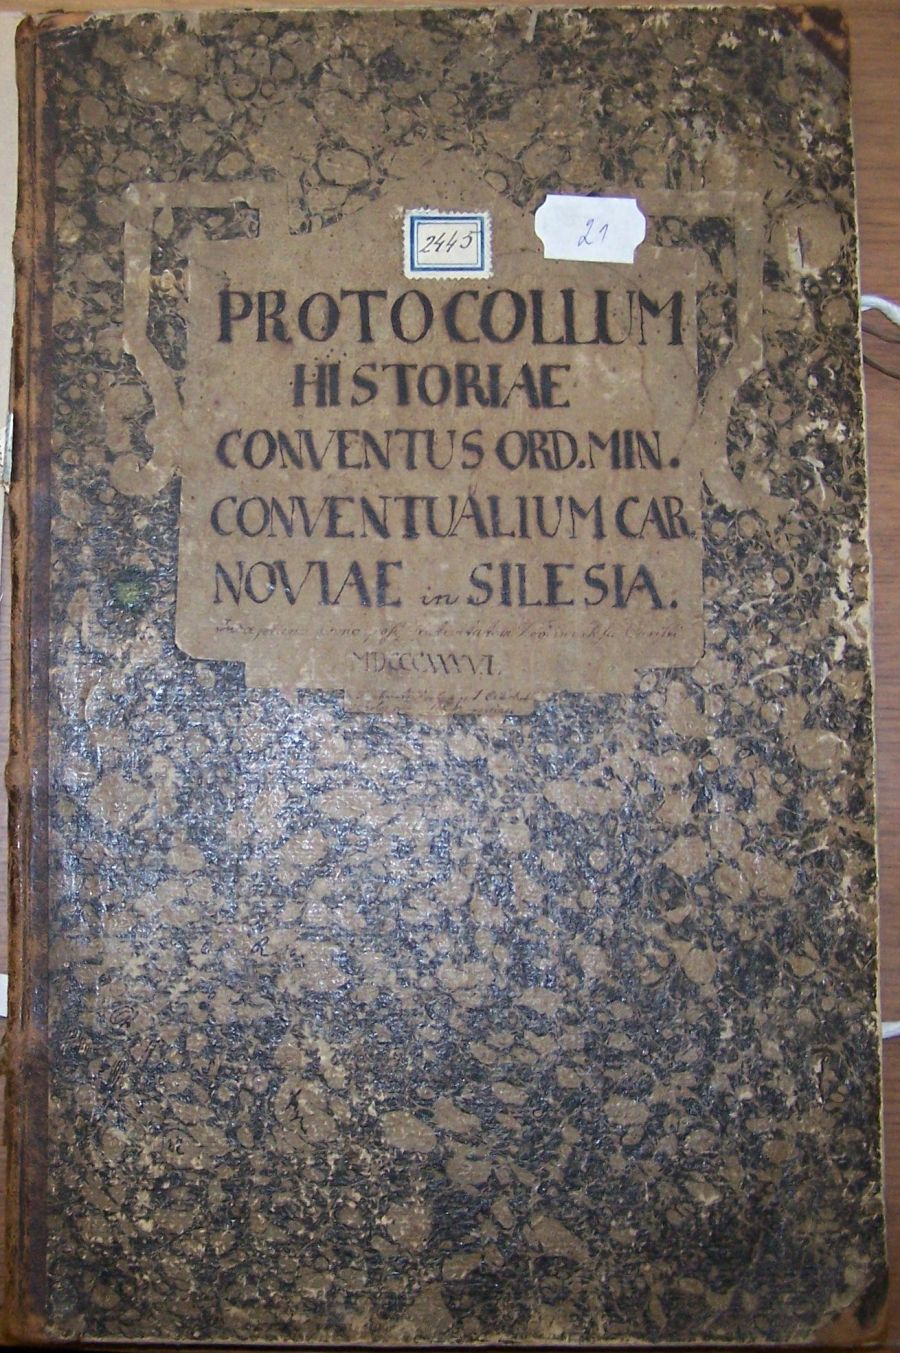 2445
21
PROTOCOLLUM
HISTORIAE
CONVENTUS ORD. MIN.
CONVENTUALIUM CAR
NOVIAE in SILESIA.